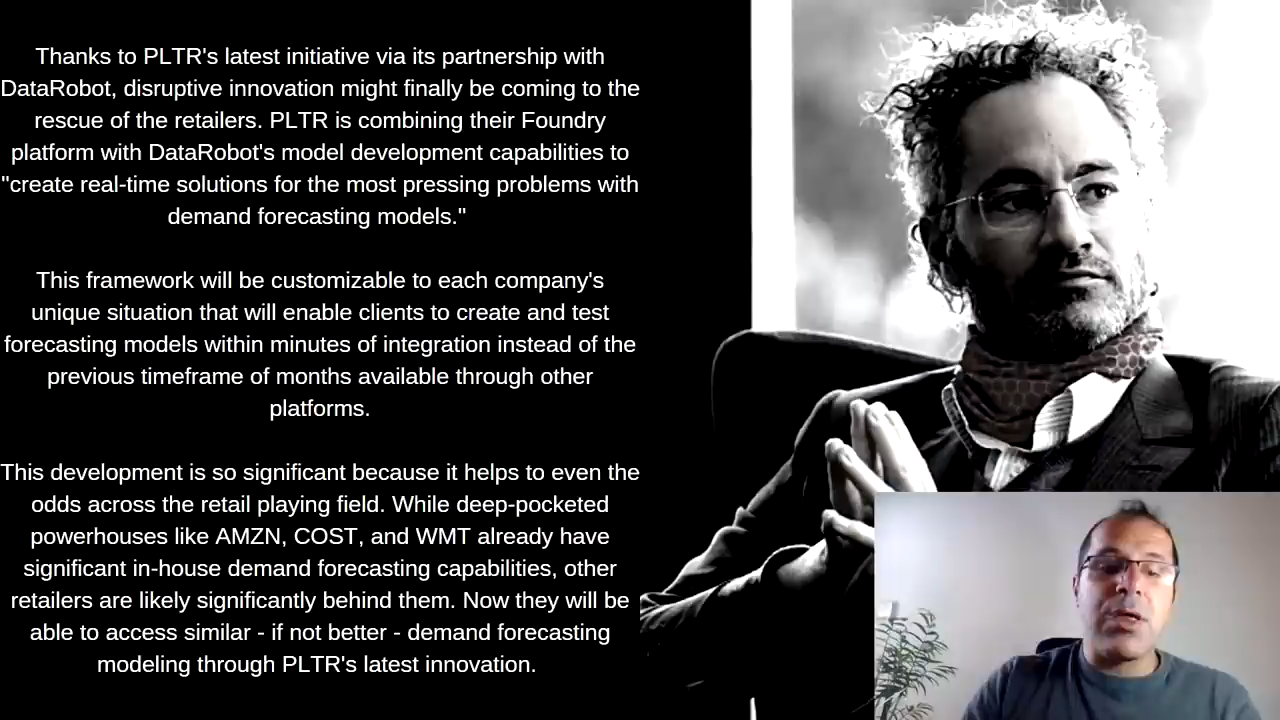 Thanks to PLTR's latest initiative via its partnership with
DataRobot, disruptive innovation might finally be coming to the
rescue of the retailers. PLTR is combining their Foundry
platform with DataRobot's model development capabilities to
"create real-time solutions for the most pressing problems with
demand forecasting models."
This framework will be customizable to each company's
unique situation that will enable clients to create and test
forecasting models within minutes of integration instead of the
previous timeframe of months available through other
platforms.
This development is so significant because it helps to even the
odds across the retail playing field. While deep-pocketed
powerhouses like AMZN, COST, and WMT already have
significant in-house demand forecasting capabilities, other
retailers are likely significantly behind them. Now they will be
able to access similar - if not better - demand forecasting
modeling through PLTR's latest innovation.